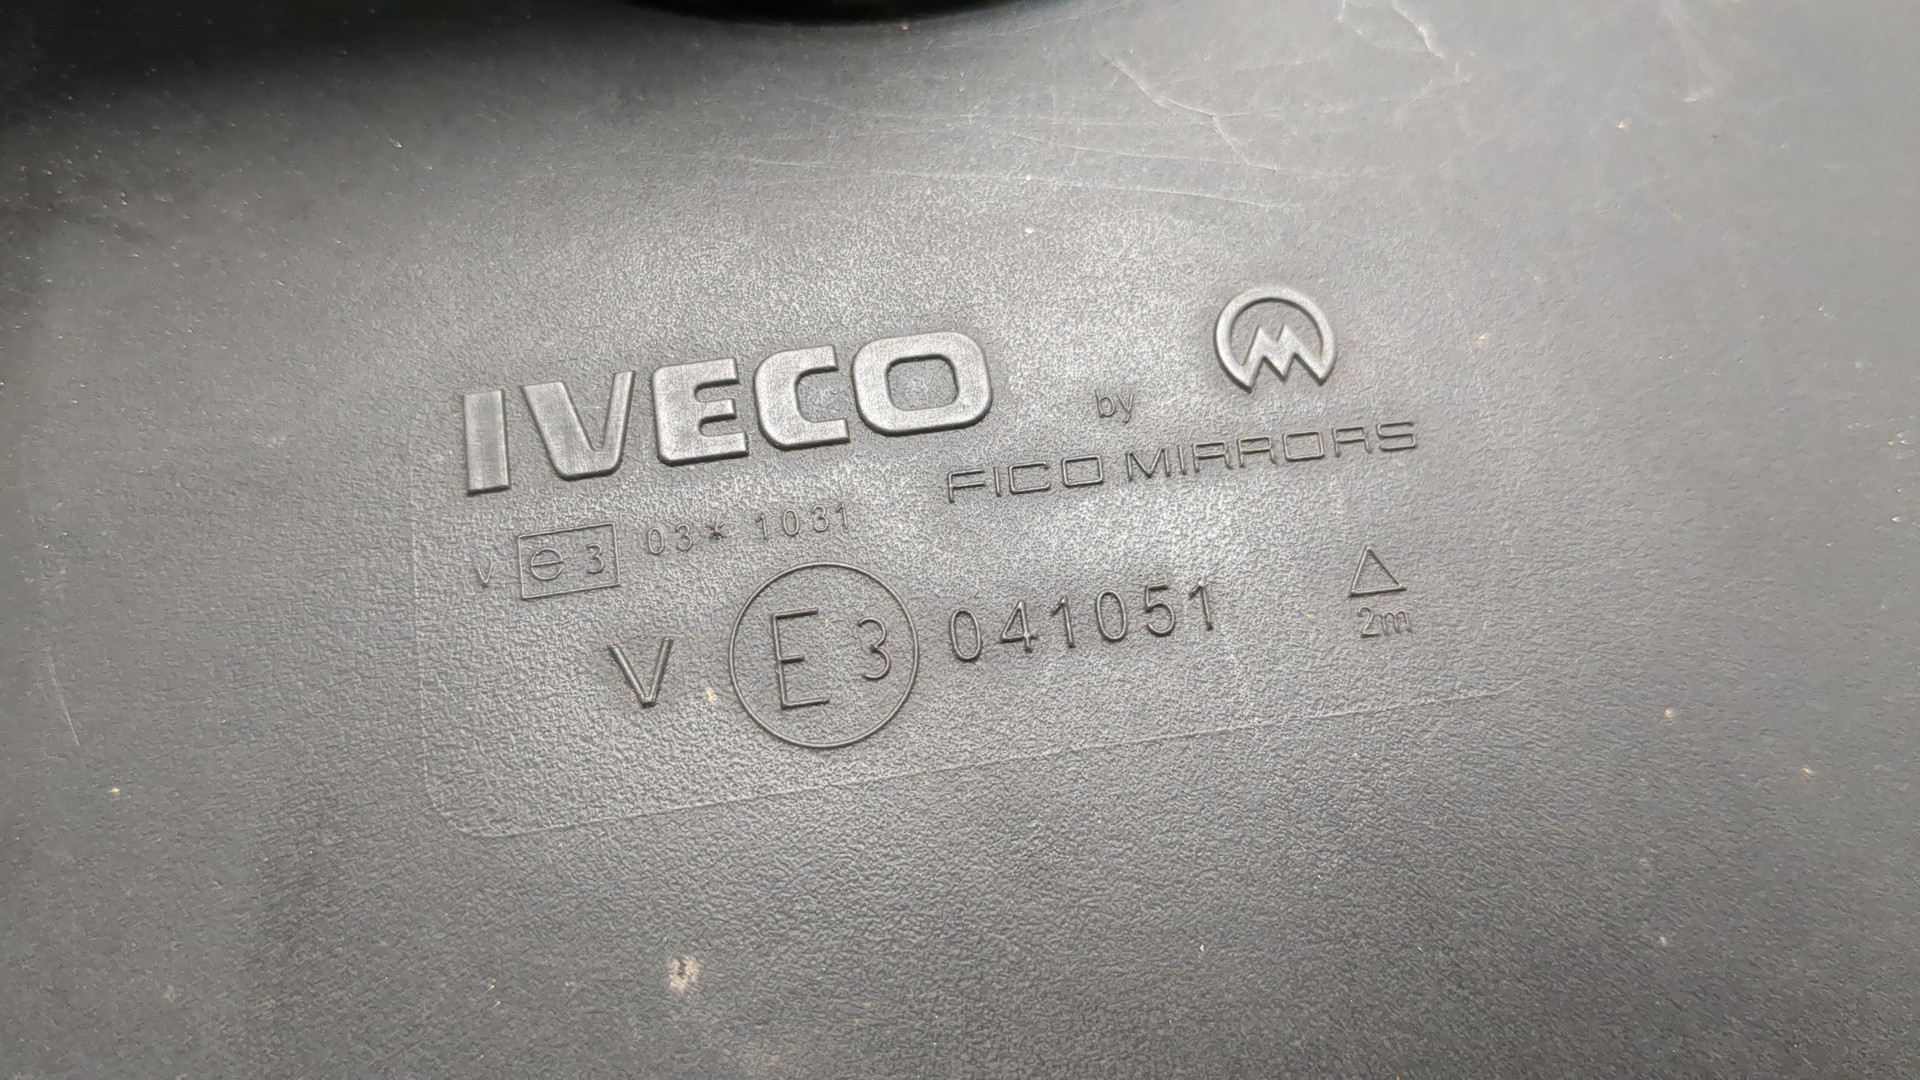 IVECO by
FICO MIRRORS
V e3 03* 1031
V E3 041051
2m